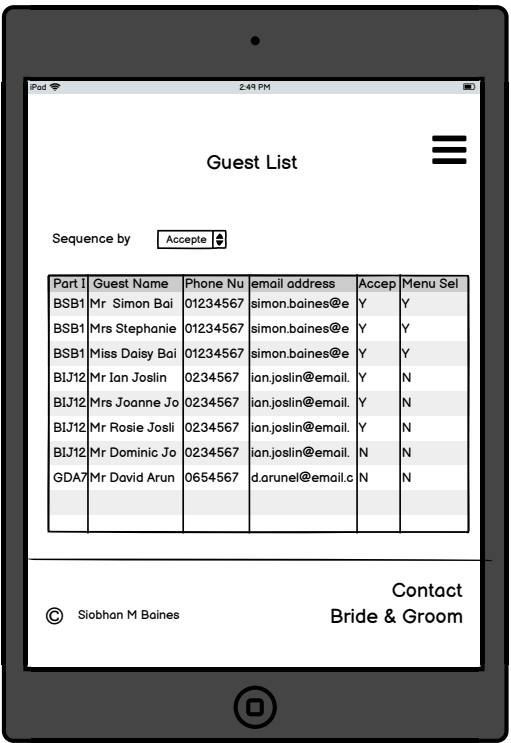 iPad 2:49 PM
Guest List
Sequence by Accepte
Part I Guest Name Phone Nu email address Accep Menu Sel
BSB1 Mr Simon Bai 01234567 simon.baines@e Y Y
BSB1 Mrs Stephanie 01234567 simon.baines@e Y Y
BSB1 Miss Daisy Bai 01234567 simon.baines@e Y Y
BIJ12 Mr Ian Joslin 0234567 ian.joslin@email. Y N
BIJ12 Mrs Joanne Jo 0234567 ian.joslin@email. Y N
BIJ12 Mr Rosie Josli 0234567 ian.joslin@email. Y N
BIJ12 Mr Dominic Jo 0234567 ian.joslin@email. N N
GDA7 Mr David Arun 0654567 d.arunel@email.c N N
Contact
© Siobhan M Baines Bride & Groom